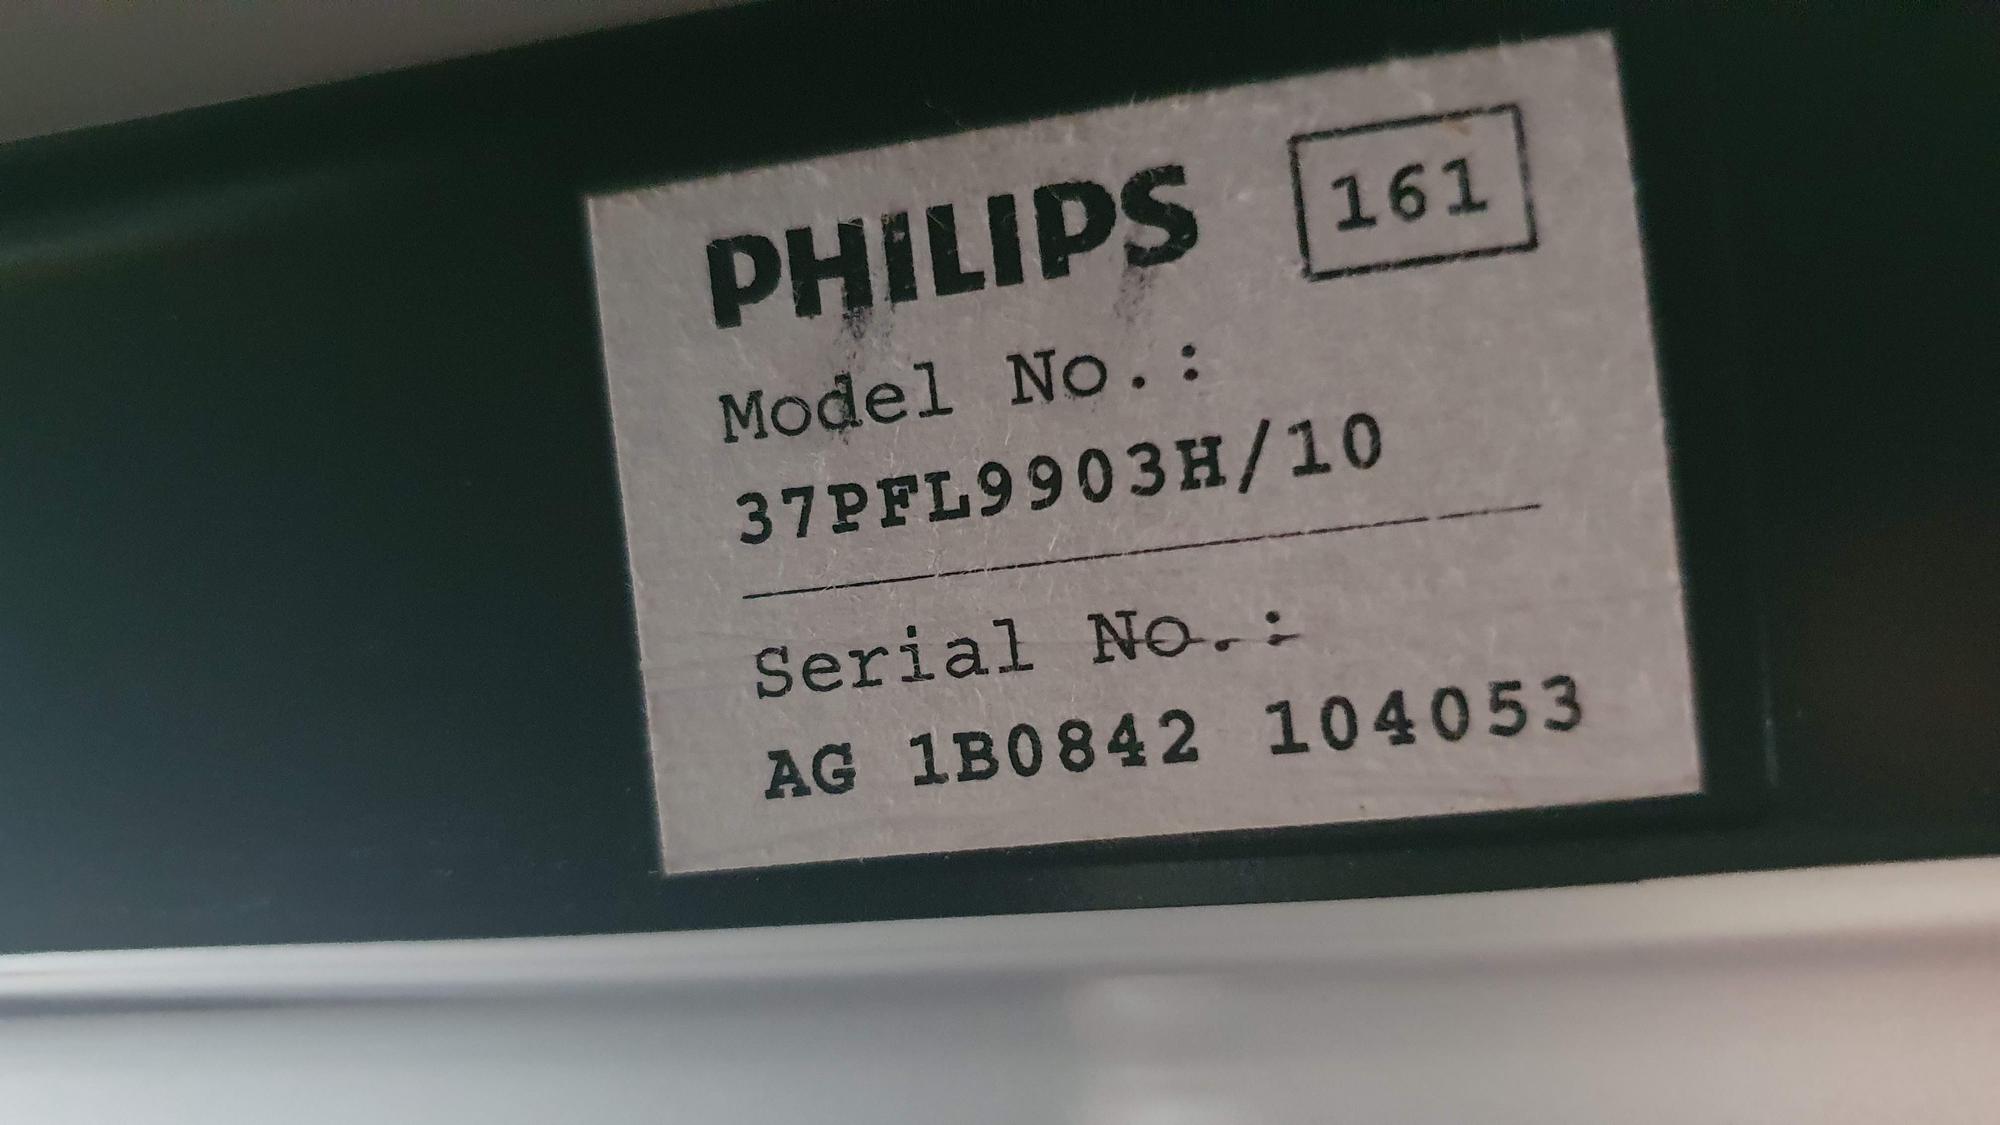 PHILIPS 161
Model No.:
37PFL9903H/10
Serial No.:
AG 1B0842 104053